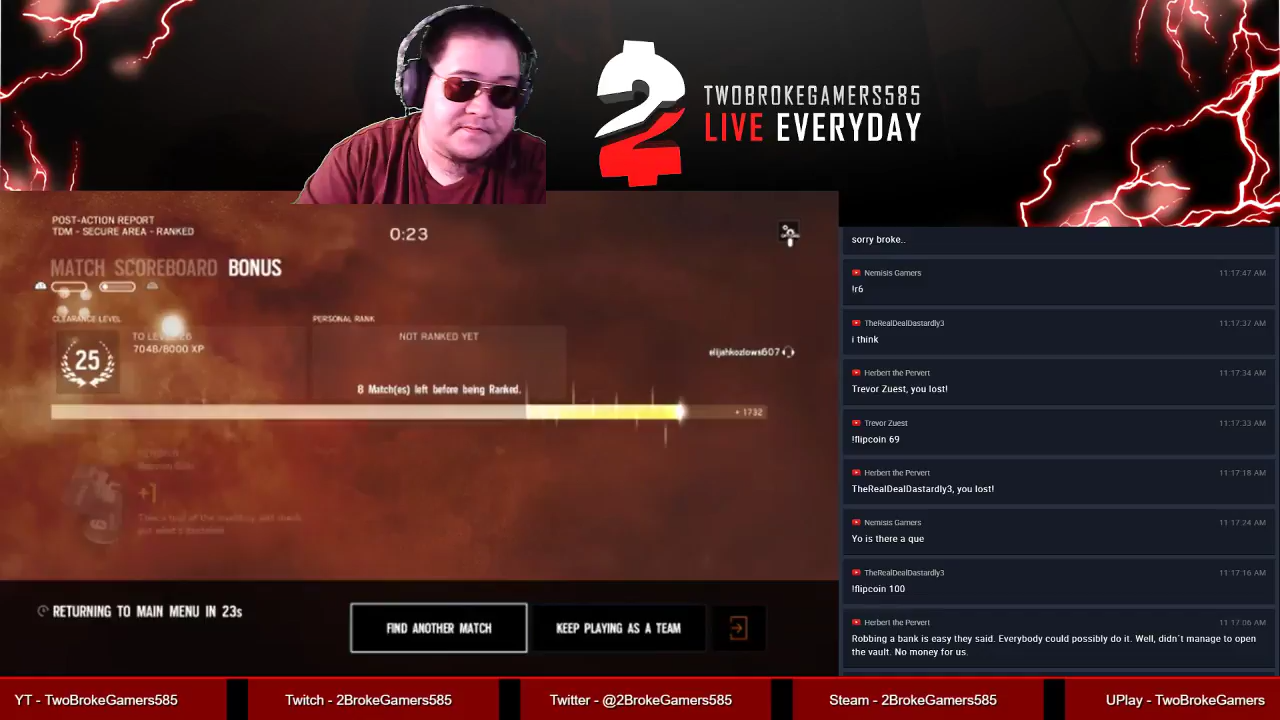 2
TWOBROKEGAMERS585
LIVE EVERYDAY
POST-ACTION REPORT
TDM - SECURE AREA - RANKED
0:23
MATCH SCOREBOARD BONUS
CLEARANCE LEVEL
25
7048/8000 XP
PERSONAL RANK
NOT RANKED YET
8 Match(es) left before being Ranked.
elijahkozlows607
+ 1732
+1
RETURNING TO MAIN MENU IN 23s
FIND ANOTHER MATCH
KEEP PLAYING AS A TEAM
sorry broke..
Nemisis Gamers 11:17:47 AM
!r6
TheRealDealDastardly3 11:17:37 AM
i think
Herbert the Pervert 11:17:34 AM
Trevor Zuest, you lost!
Trevor Zuest 11:17:33 AM
!flipcoin 69
Herbert the Pervert 11:17:18 AM
TheRealDealDastardly3, you lost!
Nemisis Gamers 11:17:24 AM
Yo is there a que
TheRealDealDastardly3 11:17:16 AM
!flipcoin 100
Herbert the Pervert 11:17:06 AM
Robbing a bank is easy they said. Everybody could possibly do it. Well, didn't manage to open
the vault. No money for us.
YT - TwoBrokeGamers585
Twitch - 2BrokeGamers585
Twitter - @2BrokeGamers585
Steam - 2BrokeGamers585
UPlay - TwoBrokeGamers